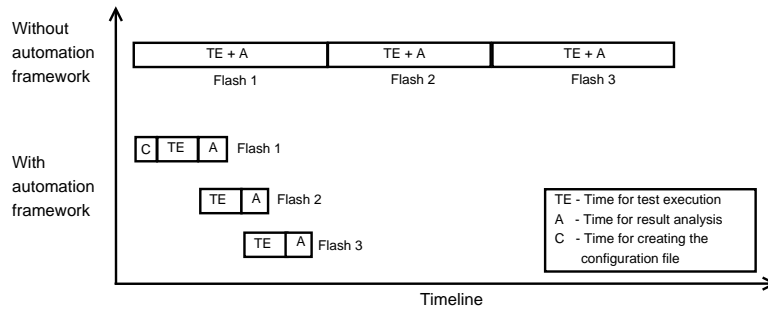 Without
automation
framework
TE + A
TE + A
TE + A
Flash 1
Flash 2
Flash 3
With
automation
framework
C
TE
A
Flash 1
TE
A
Flash 2
TE
A
Flash 3
TE - Time for test execution
A - Time for result analysis
C - Time for creating the
configuration file
Timeline